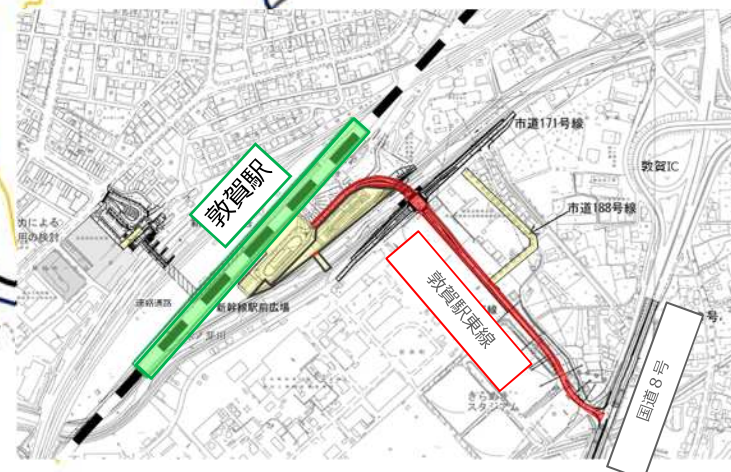 市道171号線
敦賀IC
敦賀駅
市道188号線
連絡通路
新幹線駅前広場
敦賀駅東線
きらめき
スタジアム
国道8号